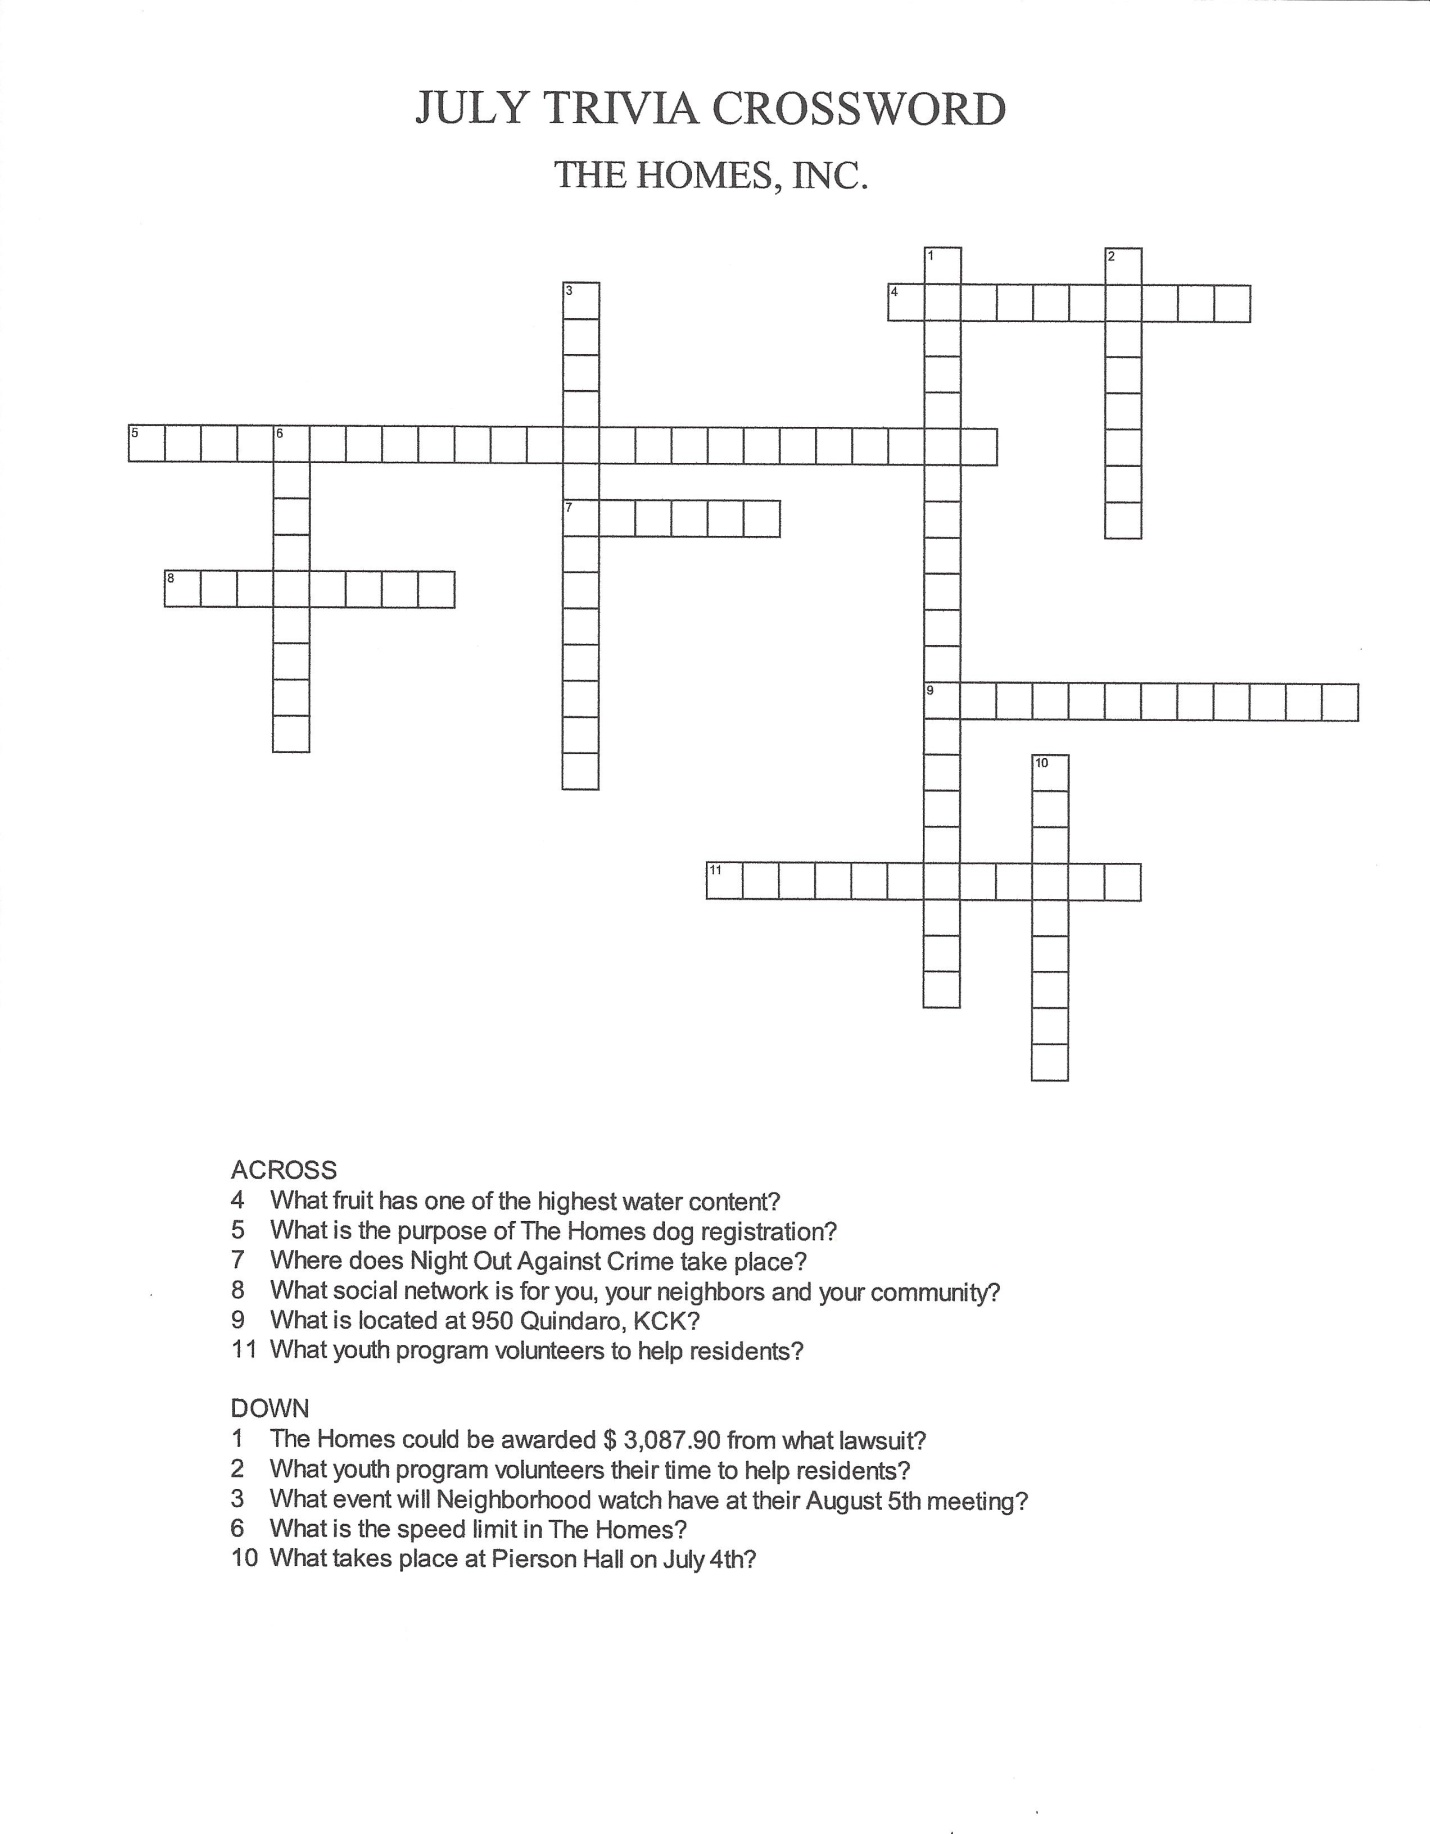 JULY TRIVIA CROSSWORD
THE HOMES, INC.
1
2
3
4
5
6
7
8
9
10
11
ACROSS
4 What fruit has one of the highest water content?
5 What is the purpose of The Homes dog registration?
7 Where does Night Out Against Crime take place?
8 What social network is for you, your neighbors and your community?
9 What is located at 950 Quindaro, KCK?
11 What youth program volunteers to help residents?
DOWN
1 The Homes could be awarded $ 3,087.90 from what lawsuit?
2 What youth program volunteers their time to help residents?
3 What event will Neighborhood watch have at their August 5th meeting?
6 What is the speed limit in The Homes?
10 What takes place at Pierson Hall on July 4th?